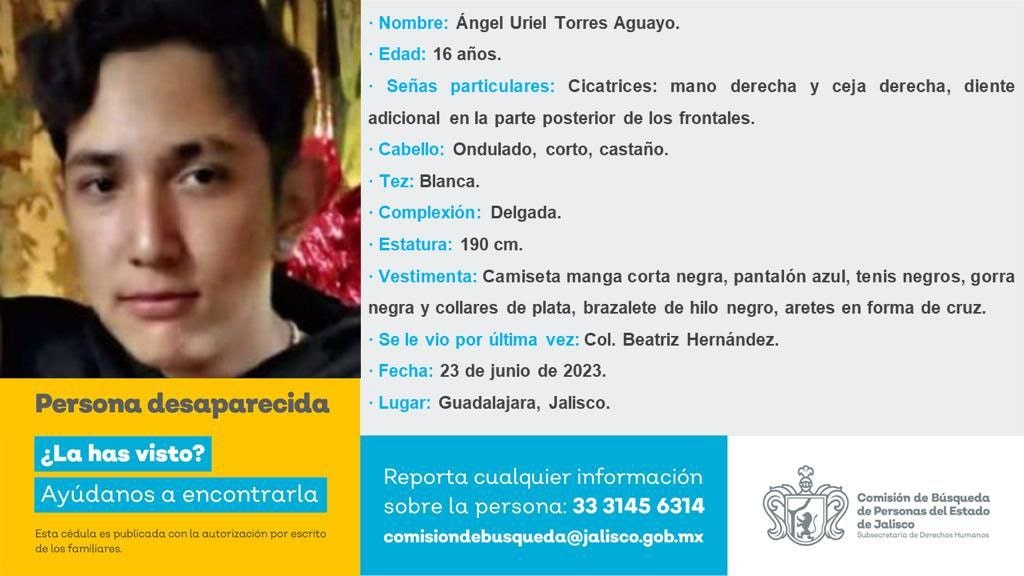 · Nombre: Ángel Uriel Torres Aguayo.
· Edad: 16 años.
· Señas particulares: Cicatrices: mano derecha y ceja derecha, diente
adicional en la parte posterior de los frontales.
· Cabello: Ondulado, corto, castaño.
· Tez: Blanca.
· Complexión: Delgada.
· Estatura: 190 cm.
· Vestimenta: Camiseta manga corta negra, pantalón azul, tenis negros, gorra
negra y collares de plata, brazalete de hilo negro, aretes en forma de cruz.
· Se le vio por última vez: Col. Beatriz Hernández.
· Fecha: 23 de junio de 2023.
· Lugar: Guadalajara, Jalisco.
Persona desaparecida
¿La has visto?
Ayúdanos a encontrarla
Esta cédula es publicada con la autorización por escrito
de los familiares.
Reporta cualquier información
sobre la persona: 33 3145 6314
comisiondebusqueda@jalisco.gob.mx
Comisión de Búsqueda
de Personas del Estado
de Jalisco
Subsecretaría de Derechos Humanos